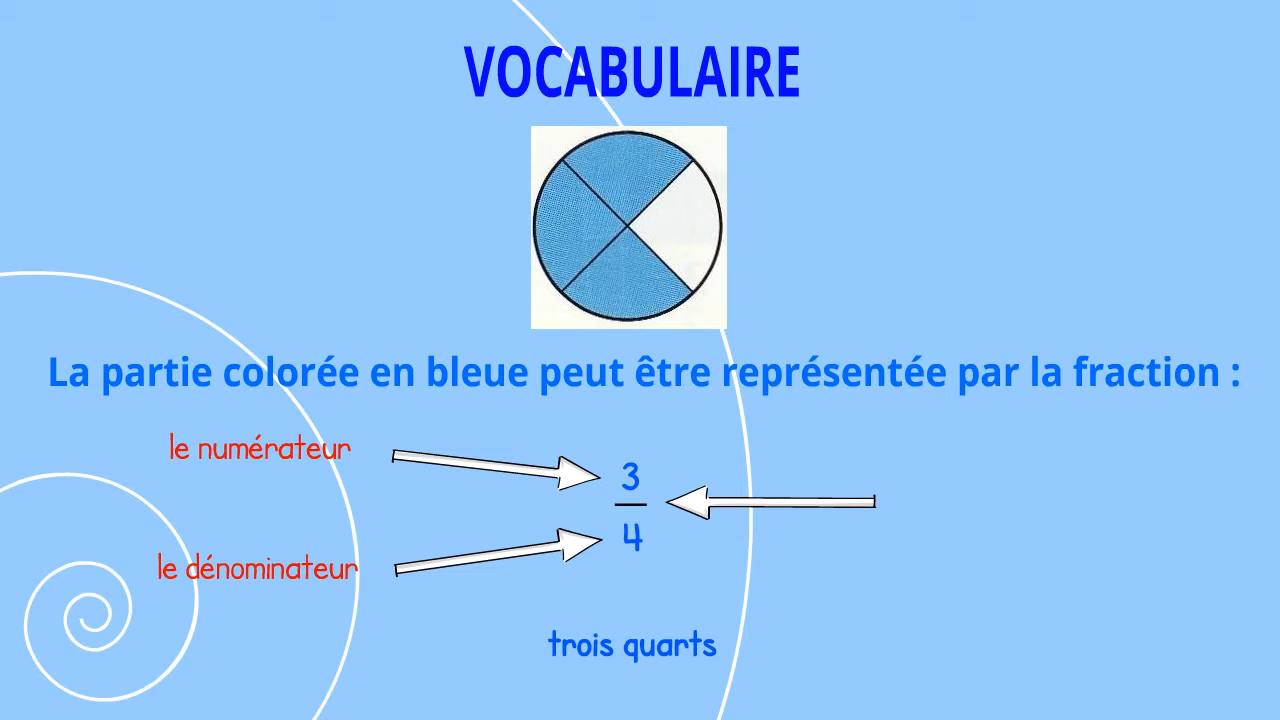 VOCABULAIRE
La partie colorée en bleue peut être représentée par la fraction :
le numérateur
3
4
le dénominateur
trois quarts